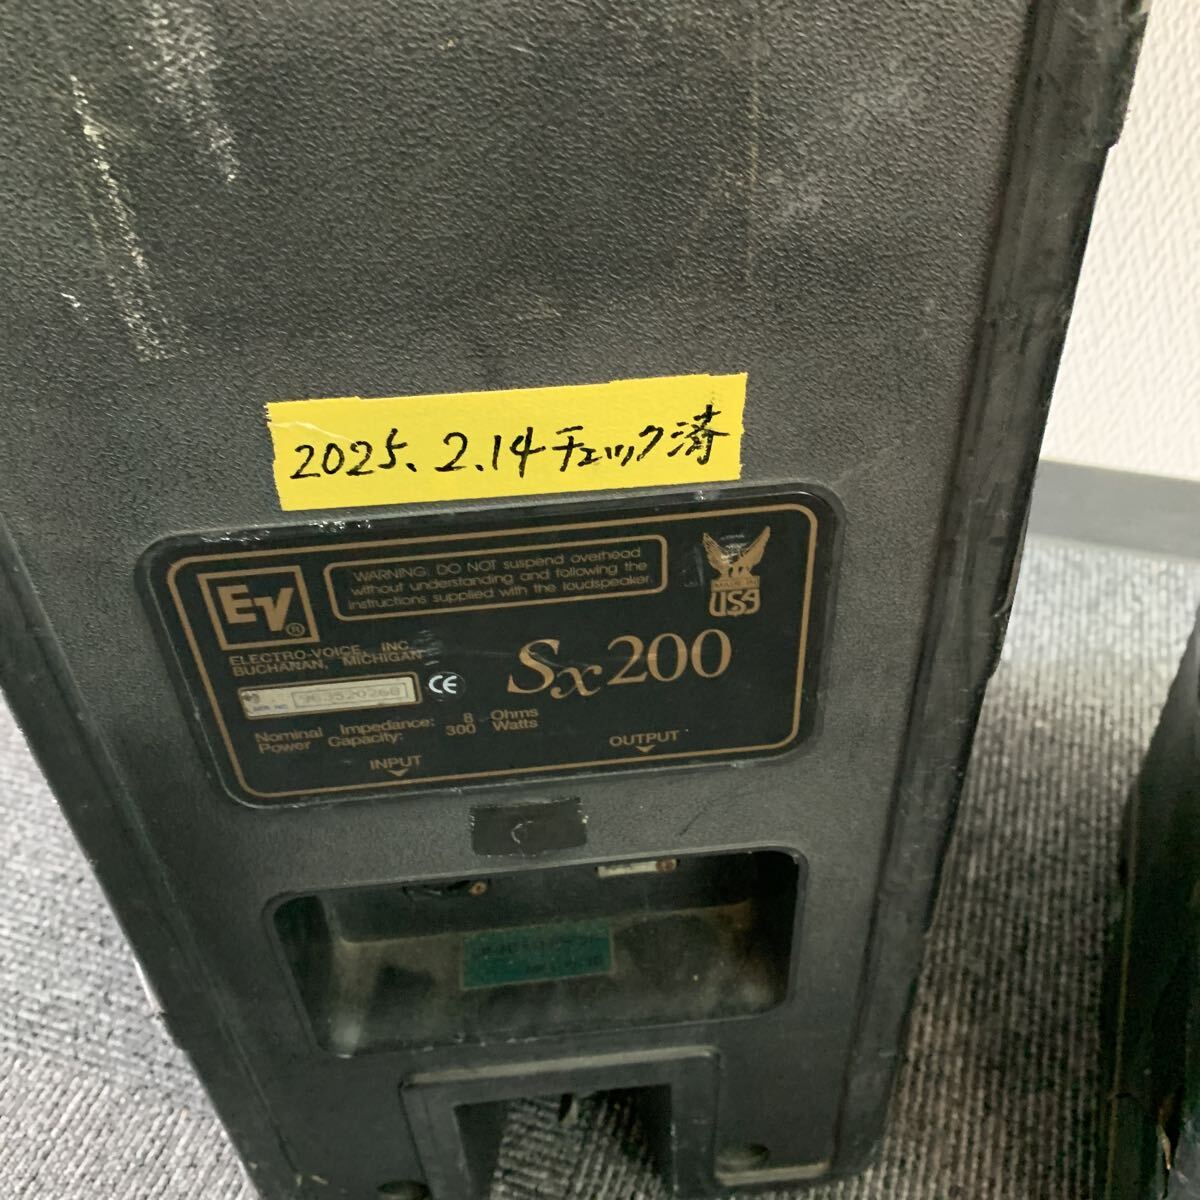 2025.2.14チェック済
EV®
WARNING: DO NOT suspend overhead
without understanding and following the
instructions supplied with the loudspeaker.
MADE IN
USA
ELECTRO-VOICE, INC.
BUCHANAN, MICHIGAN
CE
Sx200
Nominal Impedance: 8 Ohms
Power Capacity: 300 Watts
INPUT
OUTPUT